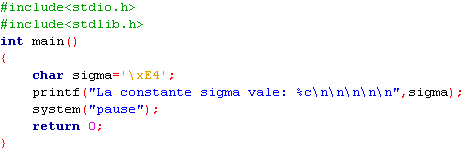 #include<stdio.h>
#include<stdlib.h>
int main()
{
    char sigma='\xE4';
    printf("La constante sigma vale: %c\n\n\n\n\n",sigma);
    system("pause");
    return 0;
}